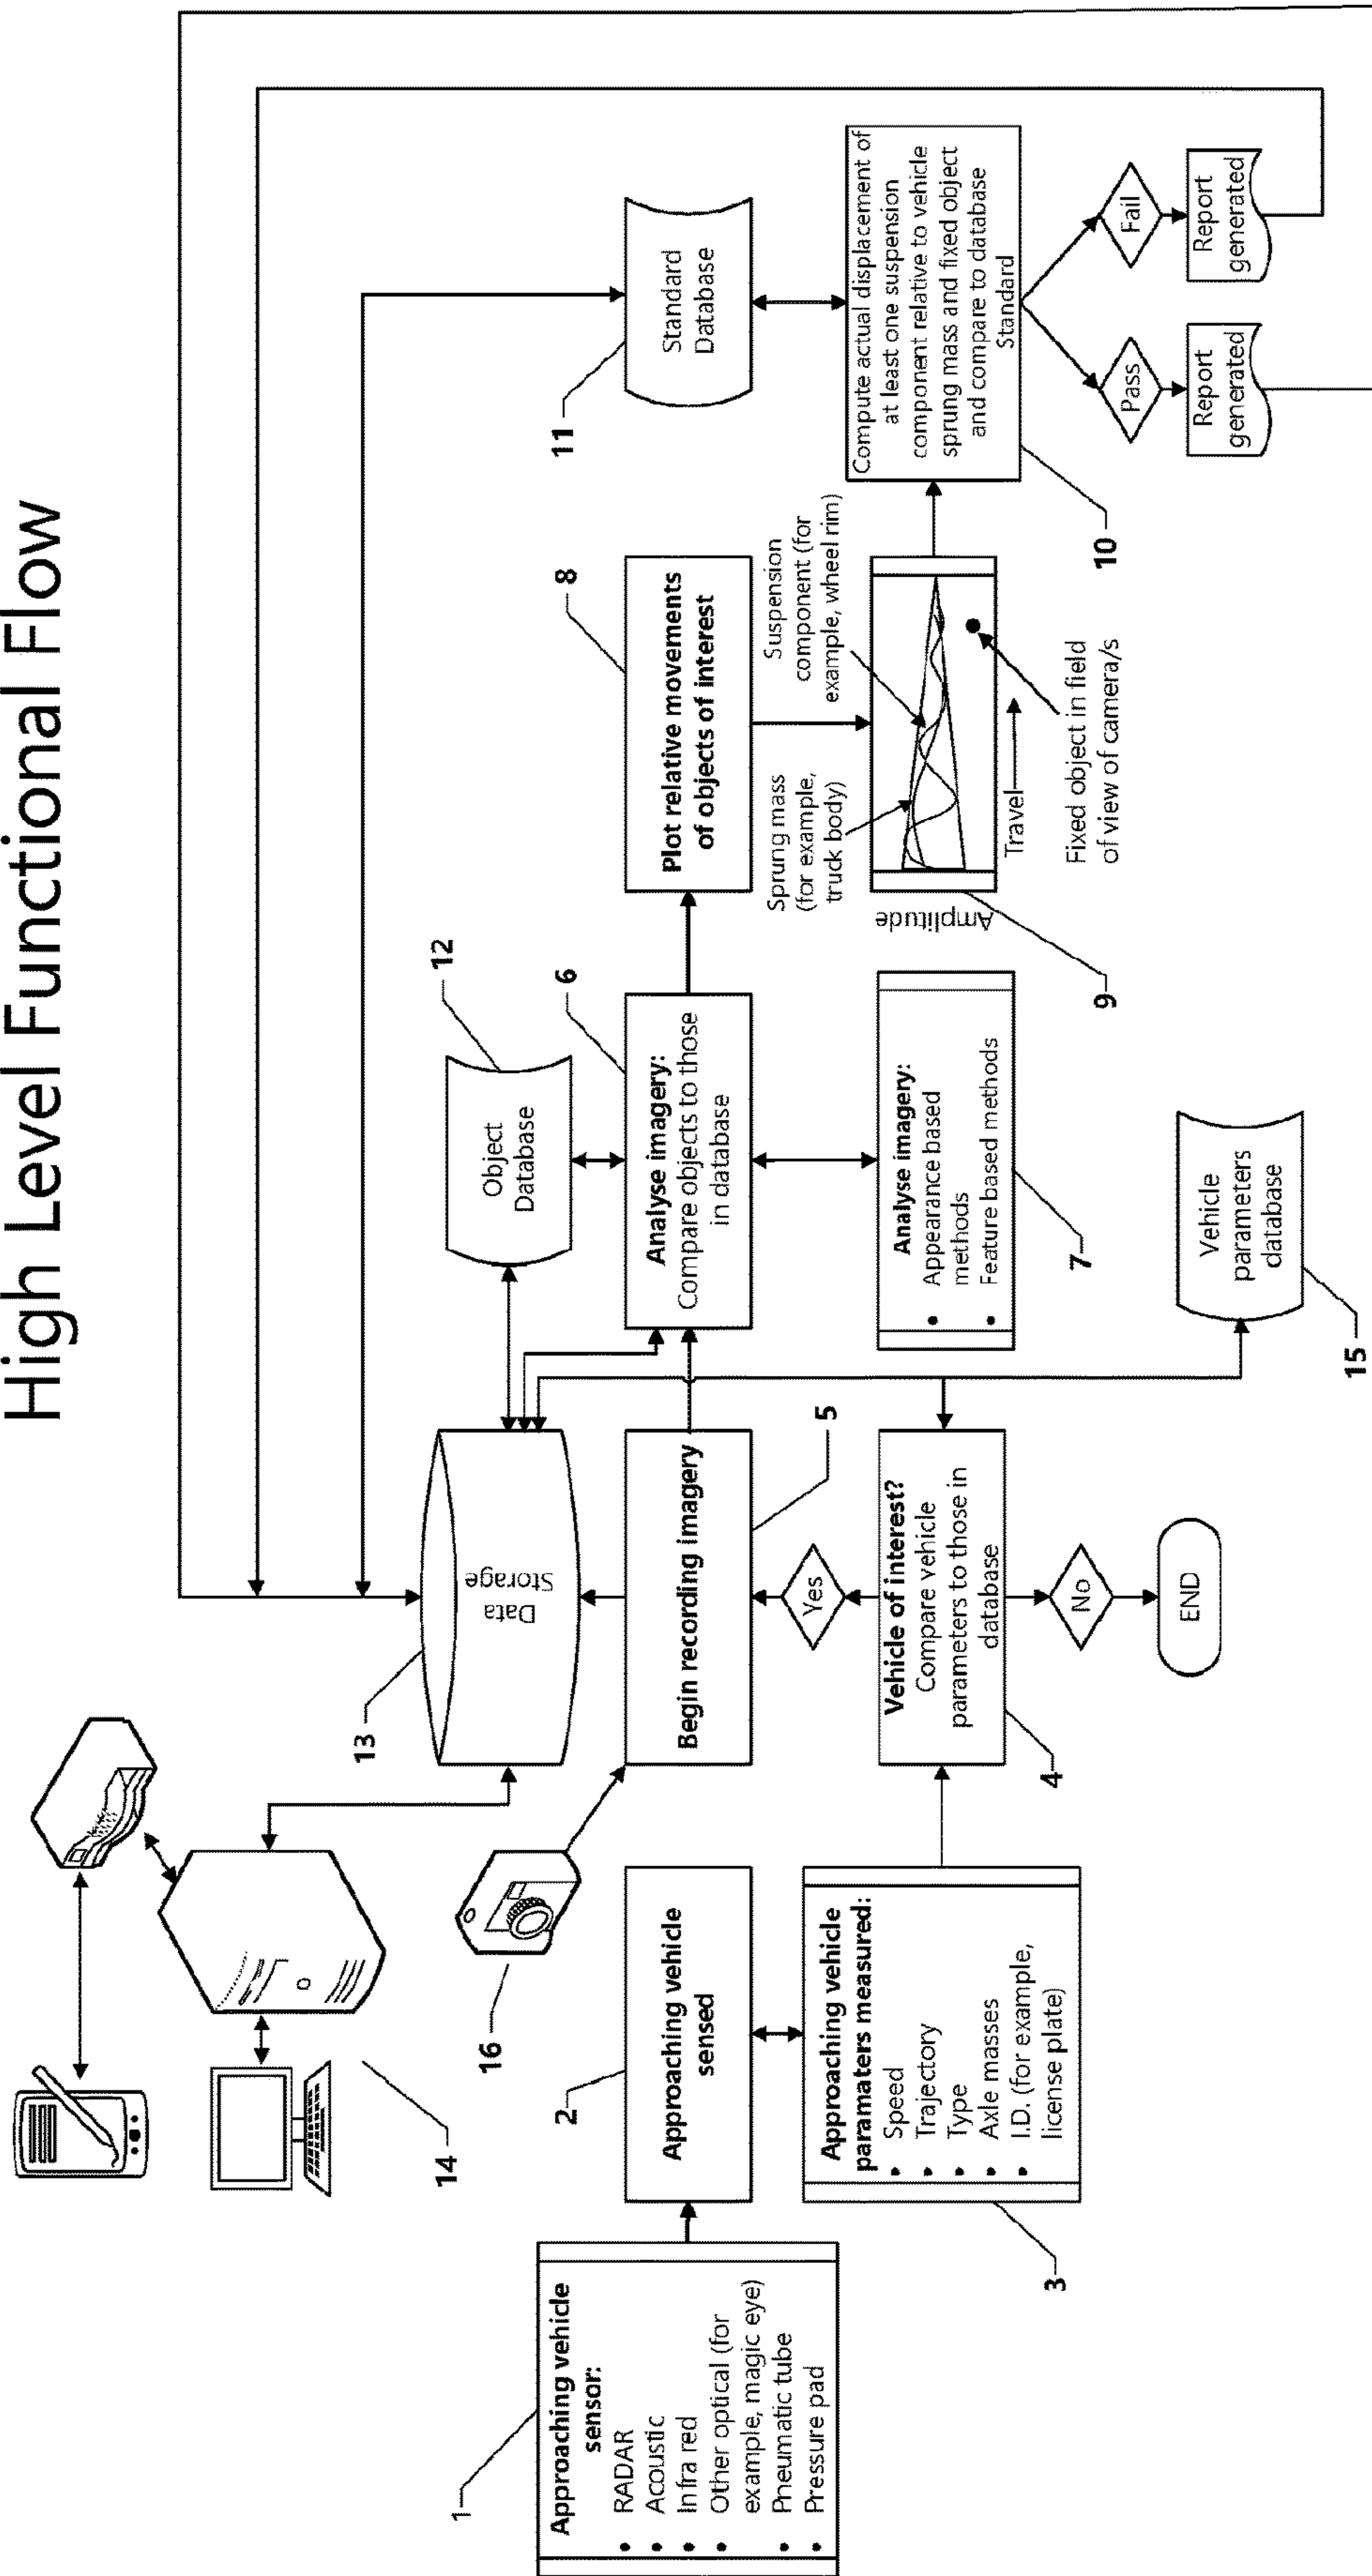 High Level Functional Flow
1
Approaching vehicle
sensor:
• RADAR
• Acoustic
• Infra red
• Other optical (for
example, magic eye)
• Pneumatic tube
• Pressure pad
2
Approaching vehicle
sensed
3
Approaching vehicle
paramaters measured:
• Speed
• Trajectory
• Type
• Axle masses
• I.D. (for example,
license plate)
14
16
13
Data
Storage
Begin recording imagery
5
Yes
Vehicle of interest?
Compare vehicle
parameters to those in
database
4
No
END
12
Object
Database
6
Analyse imagery:
Compare objects to those
in database
Analyse imagery:
• Appearance based
methods
• Feature based methods
7
Vehicle
parameters
database
15
8
Plot relative movements
of objects of interest
Sprung mass
(for example,
truck body)
Suspension
component (for
example, wheel rim)
Amplitude
Travel
9
Fixed object in field
of view of camera/s
11
Standard
Database
Compute actual displacement of
at least one suspension
component relative to vehicle
sprung mass and fixed object
and compare to database
Standard
10
Pass
Fail
Report
generated
Report
generated